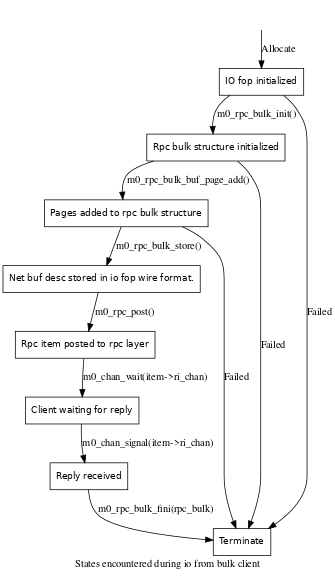 Allocate
IO fop initialized
m0_rpc_bulk_init()
Rpc bulk structure initialized
m0_rpc_bulk_buf_page_add()
Pages added to rpc bulk structure
m0_rpc_bulk_store()
Net buf desc stored in io fop wire format.
m0_rpc_post()
Failed
Rpc item posted to rpc layer
Failed
m0_chan_wait(item->ri_chan)
Failed
Client waiting for reply
m0_chan_signal(item->ri_chan)
Reply received
m0_rpc_bulk_fini(rpc_bulk)
Terminate
States encountered during io from bulk client